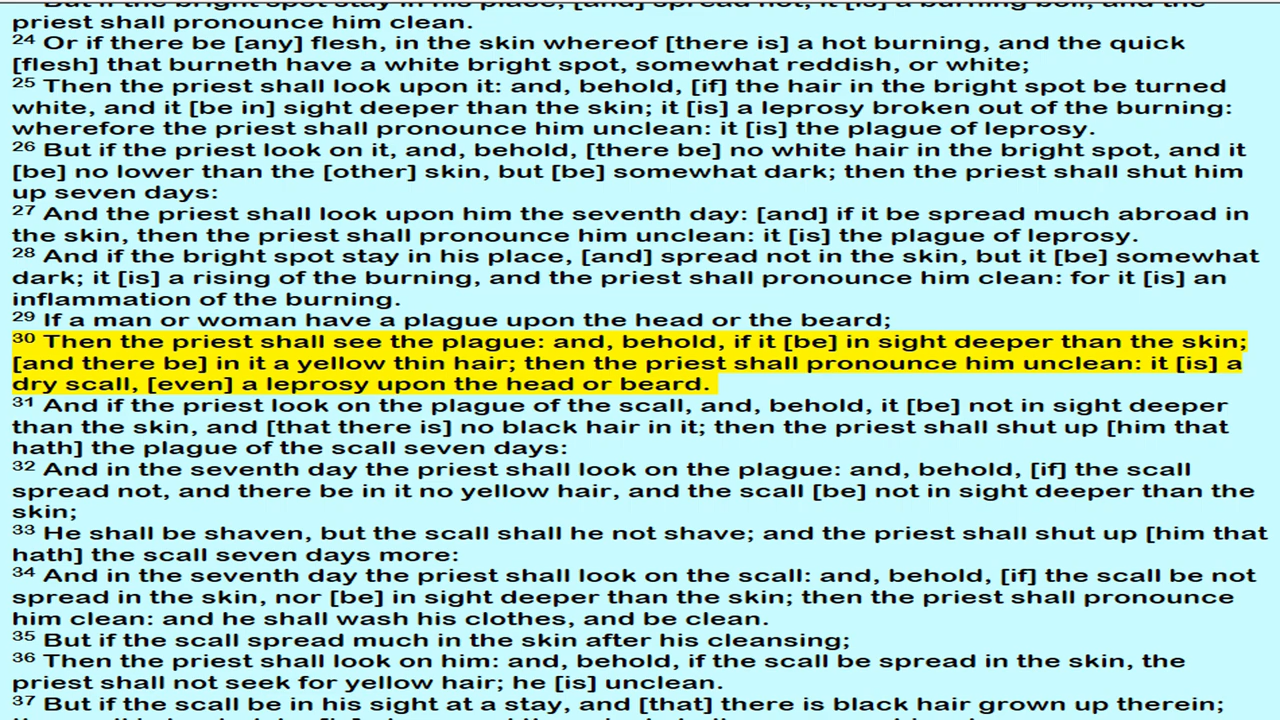 priest shall pronounce him clean.
24 Or if there be [any] flesh, in the skin whereof [there is] a hot burning, and the quick
[flesh] that burneth have a white bright spot, somewhat reddish, or white;
25 Then the priest shall look upon it: and, behold, [if] the hair in the bright spot be turned
white, and it [be in] sight deeper than the skin; it [is] a leprosy broken out of the burning:
wherefore the priest shall pronounce him unclean: it [is] the plague of leprosy.
26 But if the priest look on it, and, behold, [there be] no white hair in the bright spot, and it
[be] no lower than the [other] skin, but [be] somewhat dark; then the priest shall shut him
up seven days:
27 And the priest shall look upon him the seventh day: [and] if it be spread much abroad in
the skin, then the priest shall pronounce him unclean: it [is] the plague of leprosy.
28 And if the bright spot stay in his place, [and] spread not in the skin, but it [be] somewhat
dark; it [is] a rising of the burning, and the priest shall pronounce him clean: for it [is] an
inflammation of the burning.
29 If a man or woman have a plague upon the head or the beard;
30 Then the priest shall see the plague: and, behold, if it [be] in sight deeper than the skin;
[and there be] in it a yellow thin hair; then the priest shall pronounce him unclean: it [is] a
dry scall, [even] a leprosy upon the head or beard.
31 And if the priest look on the plague of the scall, and, behold, it [be] not in sight deeper
than the skin, and [that there is] no black hair in it; then the priest shall shut up [him that
hath] the plague of the scall seven days:
32 And in the seventh day the priest shall look on the plague: and, behold, [if] the scall
spread not, and there be in it no yellow hair, and the scall [be] not in sight deeper than the
skin;
33 He shall be shaven, but the scall shall he not shave; and the priest shall shut up [him that
hath] the scall seven days more:
34 And in the seventh day the priest shall look on the scall: and, behold, [if] the scall be not
spread in the skin, nor [be] in sight deeper than the skin; then the priest shall pronounce
him clean: and he shall wash his clothes, and be clean.
35 But if the scall spread much in the skin after his cleansing;
36 Then the priest shall look on him: and, behold, if the scall be spread in the skin, the
priest shall not seek for yellow hair; he [is] unclean.
37 But if the scall be in his sight at a stay, and [that] there is black hair grown up therein;